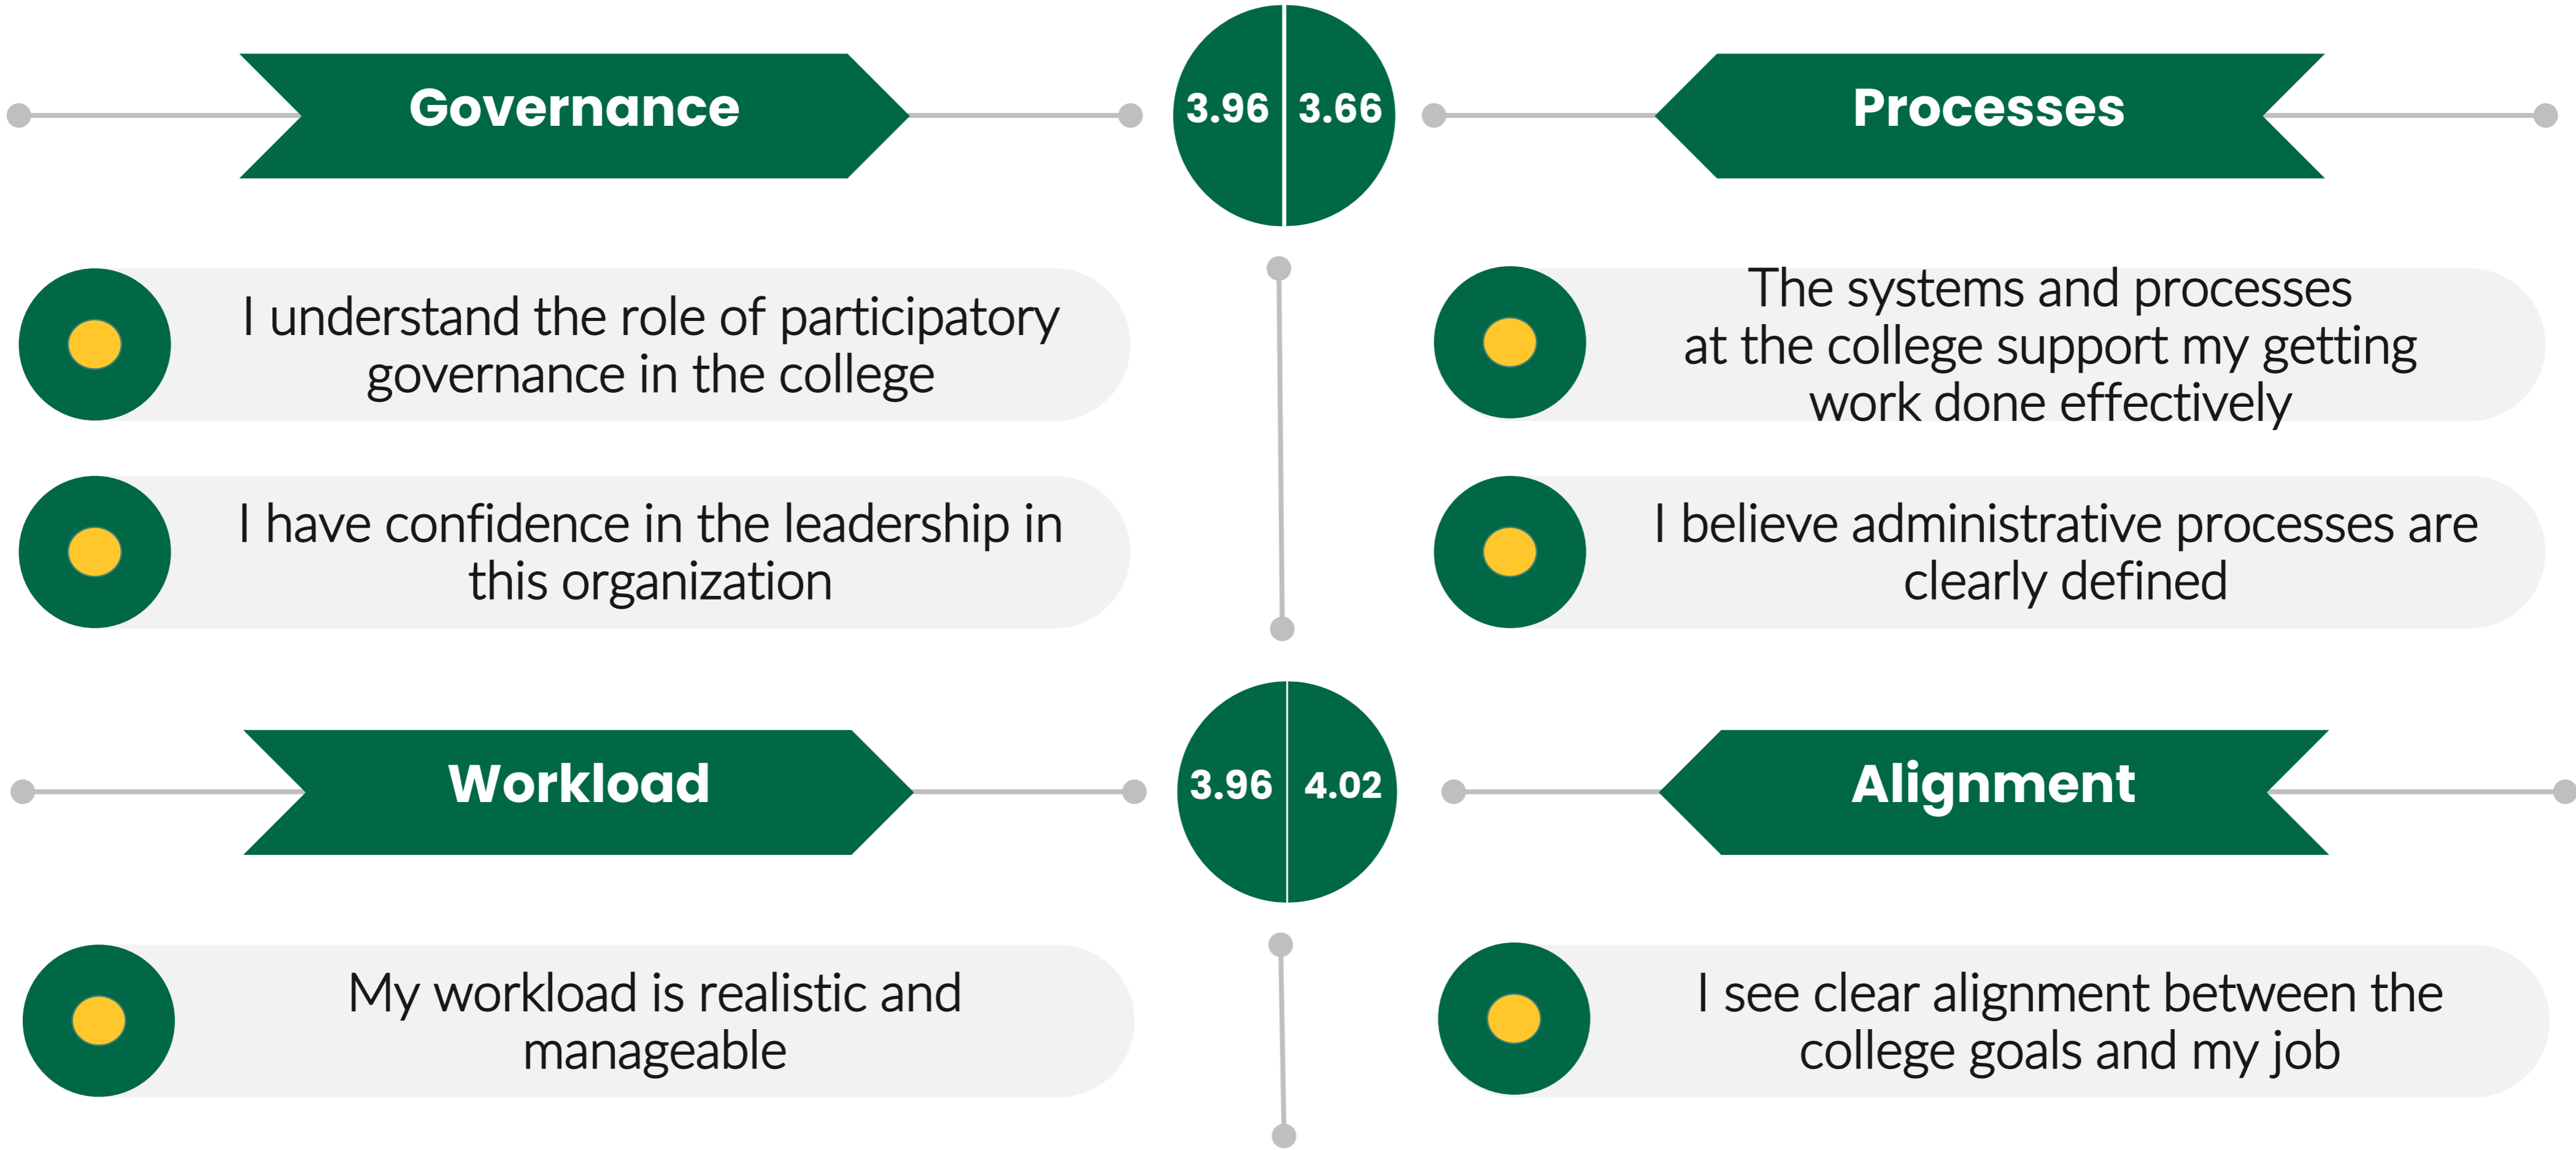 Governance
3.96
3.66
Processes
I understand the role of participatory
governance in the college
I have confidence in the leadership in
this organization
The systems and processes
at the college support my getting
work done effectively
I believe administrative processes are
clearly defined
Workload
3.96
4.02
Alignment
My workload is realistic and
manageable
I see clear alignment between the
college goals and my job